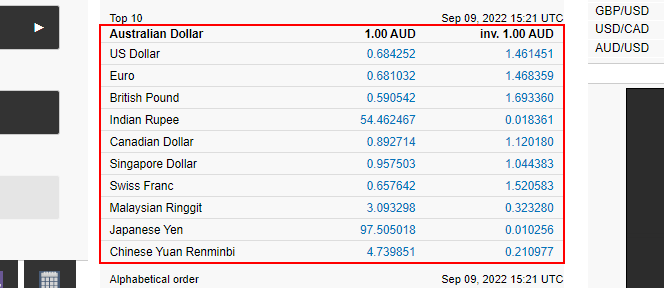 Top 10 Sep 09, 2022 15:21 UTC
Australian Dollar 1.00 AUD inv. 1.00 AUD
US Dollar 0.684252 1.461451
Euro 0.681032 1.468359
British Pound 0.590542 1.693360
Indian Rupee 54.462467 0.018361
Canadian Dollar 0.892714 1.120180
Singapore Dollar 0.957503 1.044383
Swiss Franc 0.657642 1.520583
Malaysian Ringgit 3.093298 0.323280
Japanese Yen 97.505018 0.010256
Chinese Yuan Renminbi 4.739851 0.210977
Alphabetical order Sep 09, 2022 15:21 UTC
GBP/USD
USD/CAD
AUD/USD